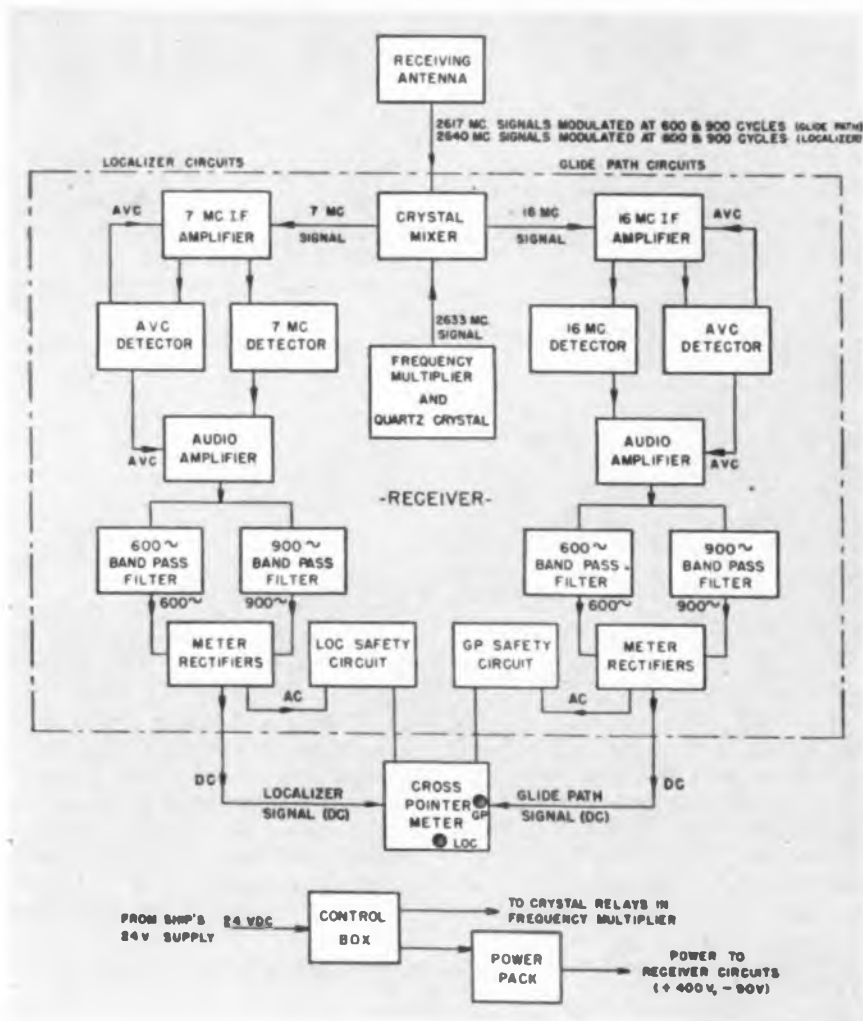 RECEIVING
ANTENNA
2617 MC. SIGNALS MODULATED AT 600 & 900 CYCLES (GLIDE PATH)
2640 MC SIGNALS MODULATED AT 600 & 900 CYCLES (LOCALIZER)
LOCALIZER CIRCUITS
GLIDE PATH CIRCUITS
AVC
7 MC I.F
AMPLIFIER
7 MC
SIGNAL
CRYSTAL
MIXER
16 MC
SIGNAL
16 MC IF
AMPLIFIER
AVC
AVC
DETECTOR
7 MC
DETECTOR
2633 MC.
SIGNAL
FREQUENCY
MULTIPLIER
AND
QUARTZ CRYSTAL
16 MC.
DETECTOR
AVC
DETECTOR
AVC
AUDIO
AMPLIFIER
-RECEIVER-
AUDIO
AMPLIFIER
AVC
600~
BAND PASS
FILTER
900~
BAND PASS
FILTER
600~
BAND PASS
FILTER
900~
BAND PASS
FILTER
600~
900~
600~
900~
METER
RECTIFIERS
LOC SAFETY
CIRCUIT
GP SAFETY
CIRCUIT
METER
RECTIFIERS
AC
AC
DC
LOCALIZER
SIGNAL (DC)
CROSS
POINTER
METER
GP
LOC
GLIDE PATH
SIGNAL (DC)
DC
FROM SHIP'S
24V SUPPLY
24 VDC
CONTROL
BOX
TO CRYSTAL RELAYS IN
FREQUENCY MULTIPLIER
POWER
PACK
POWER TO
RECEIVER CIRCUITS
(+ 400V, - 90V)